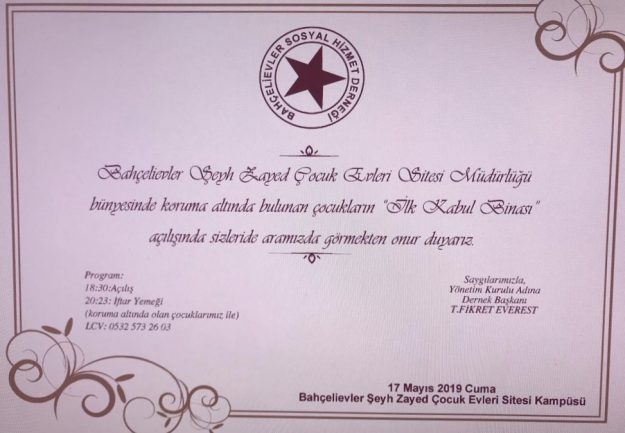 BAHÇELİEVLER SOSYAL HİZMET DERNEĞİ
Bahçelievler Şeyh Zayed Çocuk Evleri Sitesi Müdürlüğü
bünyesinde koruma altında bulunan çocukların "İlk Kabul Binası"
açılışında sizleride aramızda görmekten onur duyarız.
Program:
18:30:Açılış
20:23: Iftar Yemeği
(koruma altında olan çocuklarımız ile)
LCV: 0532 573 26 03
Saygılarımızla,
Yönetim Kurulu Adına
Dernek Başkanı
T.FIKRET EVEREST
17 Mayıs 2019 Cuma
Bahçelievler Şeyh Zayed Çocuk Evleri Sitesi Kampüsü